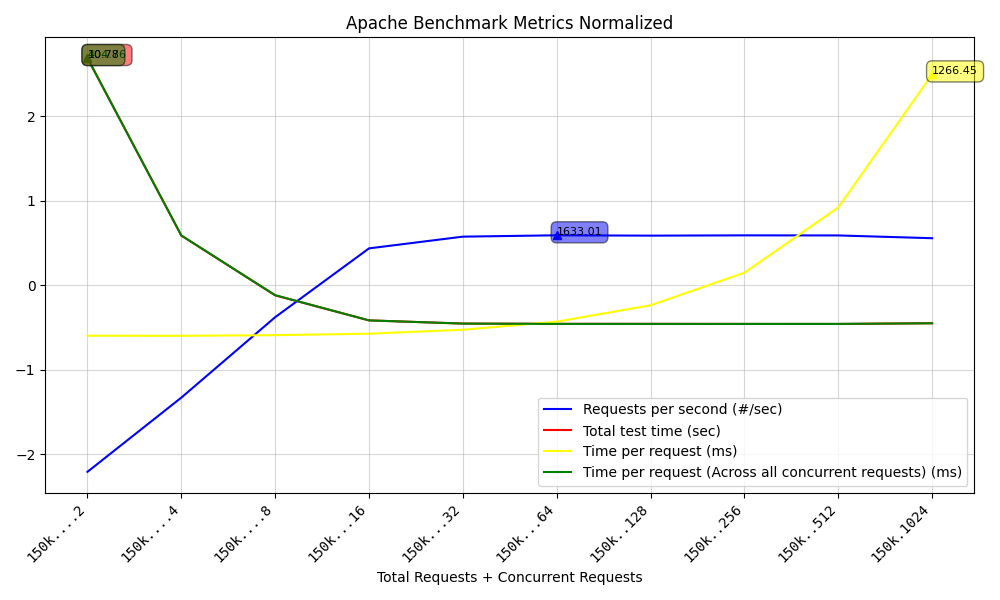 Apache Benchmark Metrics Normalized
1266.45
1633.01
2
1
0
−1
−2
Requests per second (#/sec)
Total test time (sec)
Time per request (ms)
Time per request (Across all concurrent requests) (ms)
150k....2
150k....4
150k....8
150k...16
150k...32
150k...64
150k..128
150k..256
150k..512
150k.1024
Total Requests + Concurrent Requests